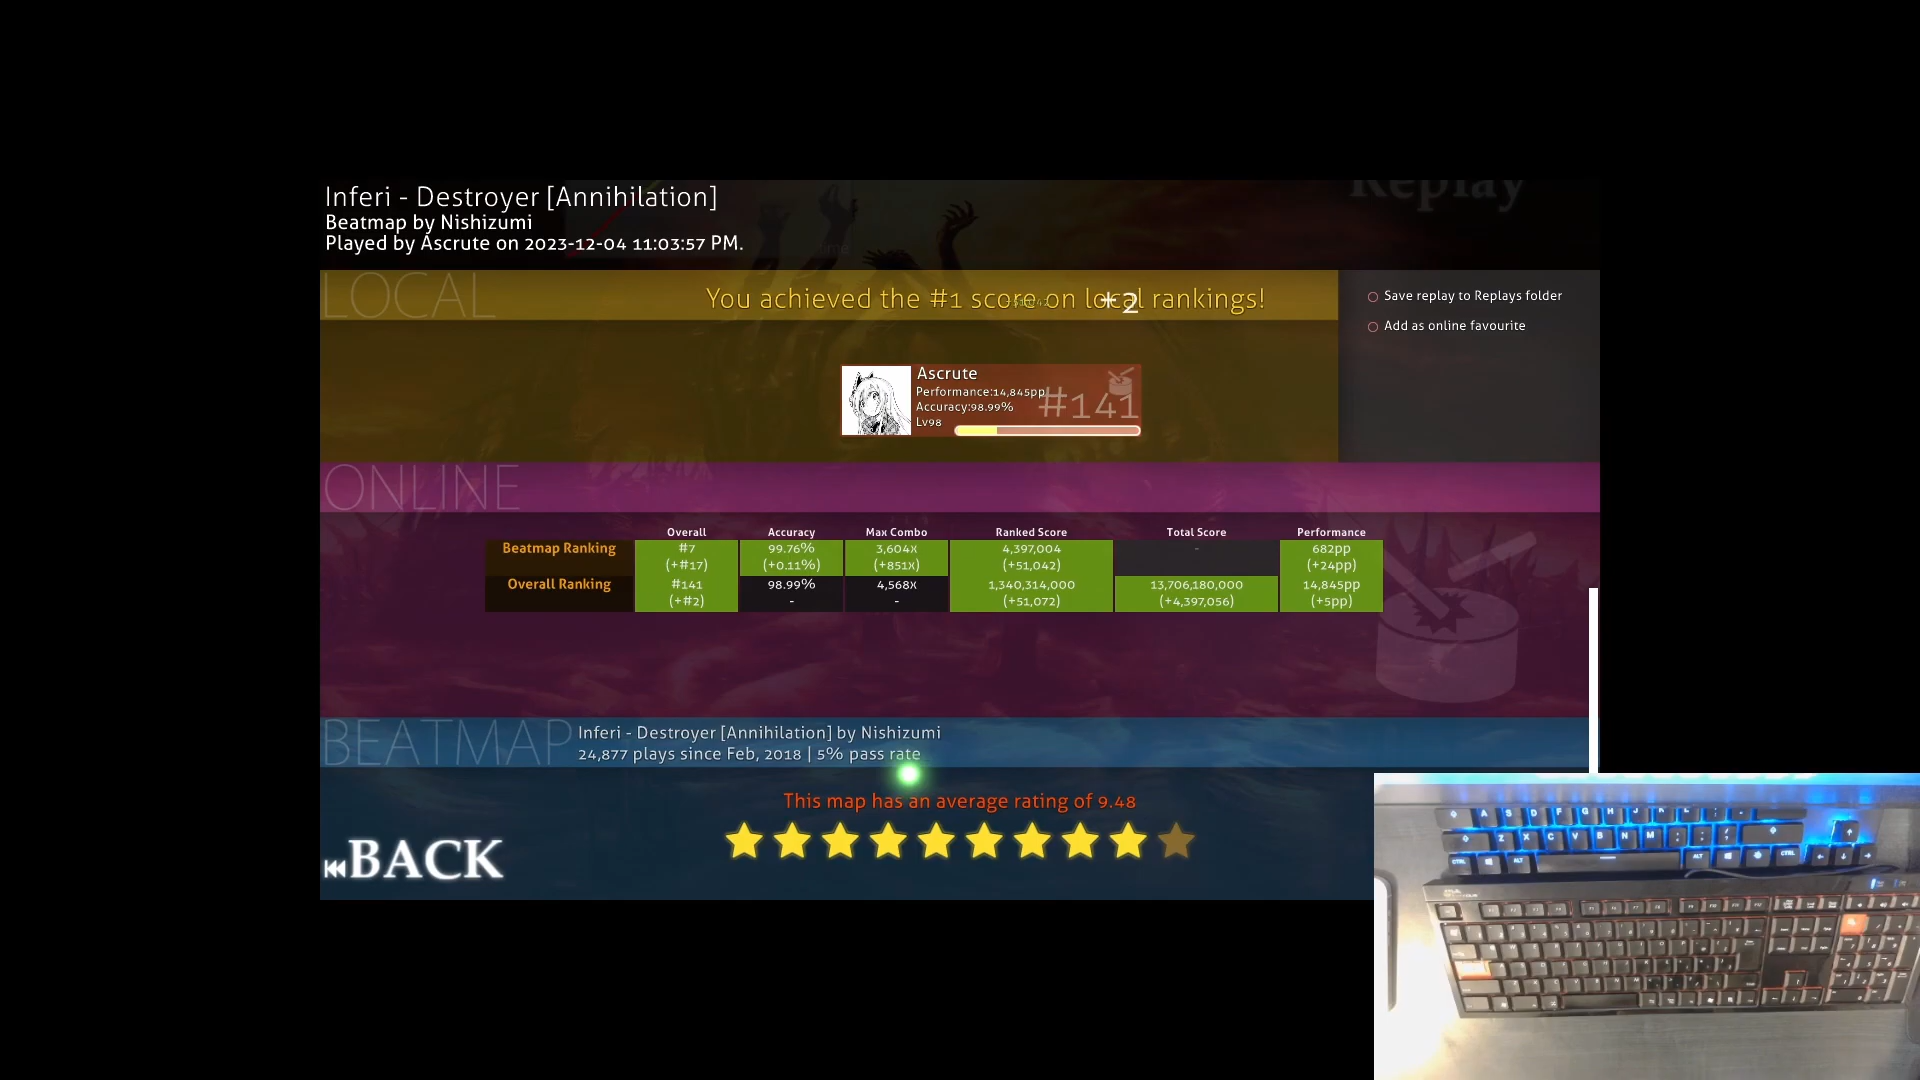 Inferi - Destroyer [Annihilation]
Beatmap by Nishizumi
Played by Ascrute on 2023-12-04 11:03:57 PM.
Replay
LOCAL
You achieved the #1 score on local rankings!
+2
Save replay to Replays folder
Add as online favourite
Ascrute
Performance:14,845pp
Accuracy:98.99%
Lv98
#141
ONLINE
Overall Accuracy Max Combo Ranked Score Total Score Performance
Beatmap Ranking #7 99.76% 3,604x 4,397,004 - 682pp
(+#17) (+0.11%) (+851x) (+51,042) (+24pp)
Overall Ranking #141 98.99% 4,568x 1,340,314,000 13,706,180,000 14,845pp
(+#2) - - (+51,072) (+4,397,056) (+5pp)
BEATMAP
Inferi - Destroyer [Annihilation] by Nishizumi
24,877 plays since Feb, 2018 | 5% pass rate
This map has an average rating of 9.48
BACK
A S D F G H J K L
Z X C V B N M
CTRL ALT ALT CTRL